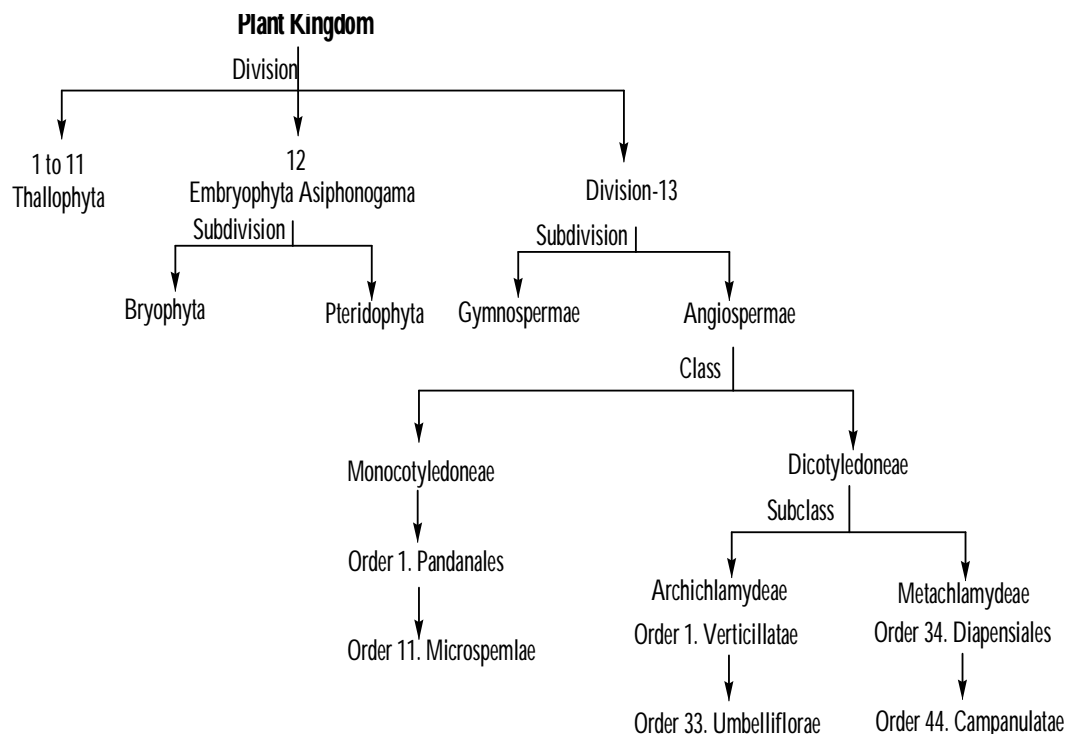 Plant Kingdom
Division
1 to 11
Thallophyta
12
Embryophyta Asiphonogama
Division-13
Subdivision
Subdivision
Bryophyta
Pteridophyta
Gymnospermae
Angiospermae
Class
Monocotyledoneae
Dicotyledoneae
Subclass
Order 1. Pandanales
Archichlamydeae
Metachlamydeae
Order 1. Verticillatae
Order 34. Diapensiales
Order 11. Microspemlae
Order 33. Umbelliflorae
Order 44. Campanulatae